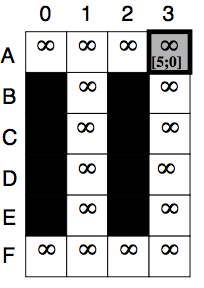 0 1 2 3
A ∞ ∞ ∞ ∞
[5;0]
B ∞ ∞
C ∞ ∞
D ∞ ∞
E ∞ ∞
F ∞ ∞ ∞ ∞